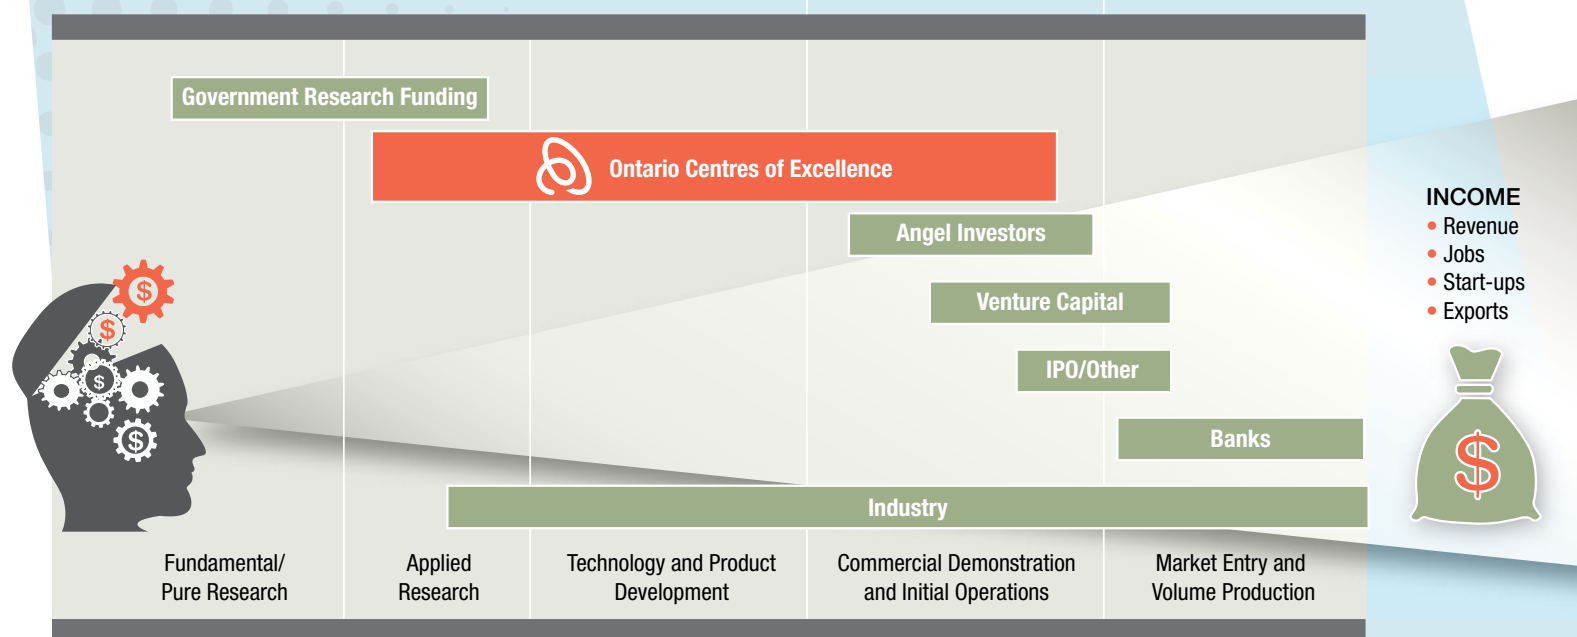 Government Research Funding
Ontario Centres of Excellence
Angel Investors
Venture Capital
IPO/Other
Banks
Industry
Fundamental/
Pure Research
Applied
Research
Technology and Product
Development
Commercial Demonstration
and Initial Operations
Market Entry and
Volume Production
INCOME
• Revenue
• Jobs
• Start-ups
• Exports
$
$
$
$
$